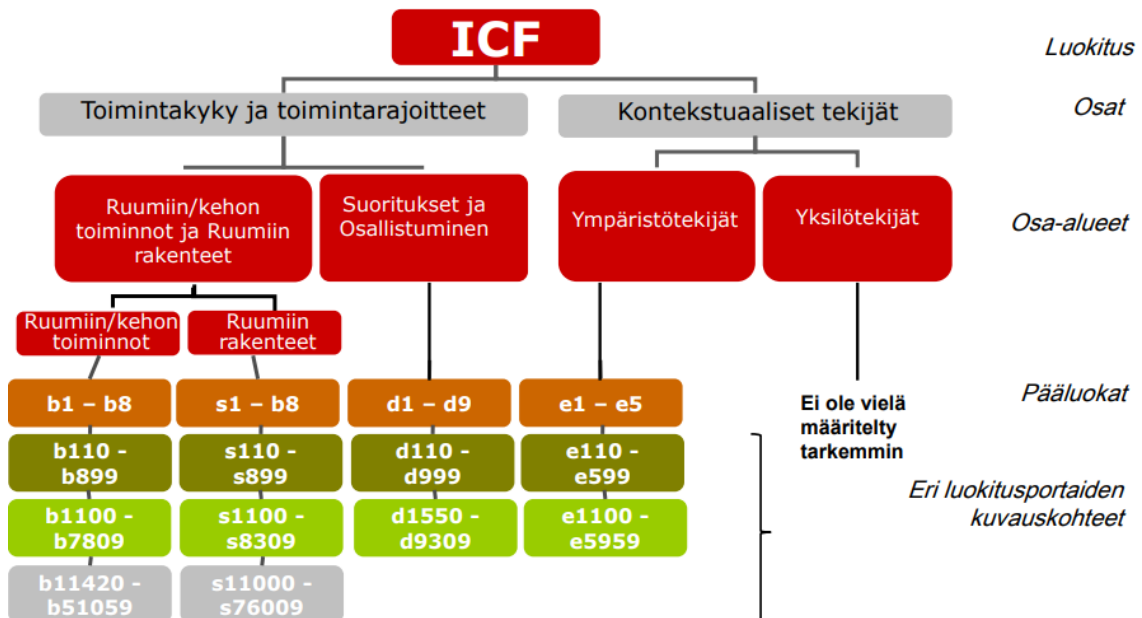 ICF
Luokitus
Toimintakyky ja toimintarajoitteet
Kontekstuaaliset tekijät
Osat
Ruumiin/kehon
toiminnot ja Ruumiin
rakenteet
Suoritukset ja
Osallistuminen
Ympäristötekijät
Yksilötekijät
Osa-alueet
Ruumiin/kehon
toiminnot
Ruumiin
rakenteet
b1 – b8
s1 – b8
d1 – d9
e1 – e5
Ei ole vielä
määritelty
tarkemmin
Pääluokat
b110 -
b899
s110 -
s899
d110 -
d999
e110 -
e599
Eri luokitusportaiden
kuvauskohteet
b1100 -
b7809
s1100 -
s8309
d1550 -
d9309
e1100 -
e5959
b11420 -
b51059
s11000 -
s76009